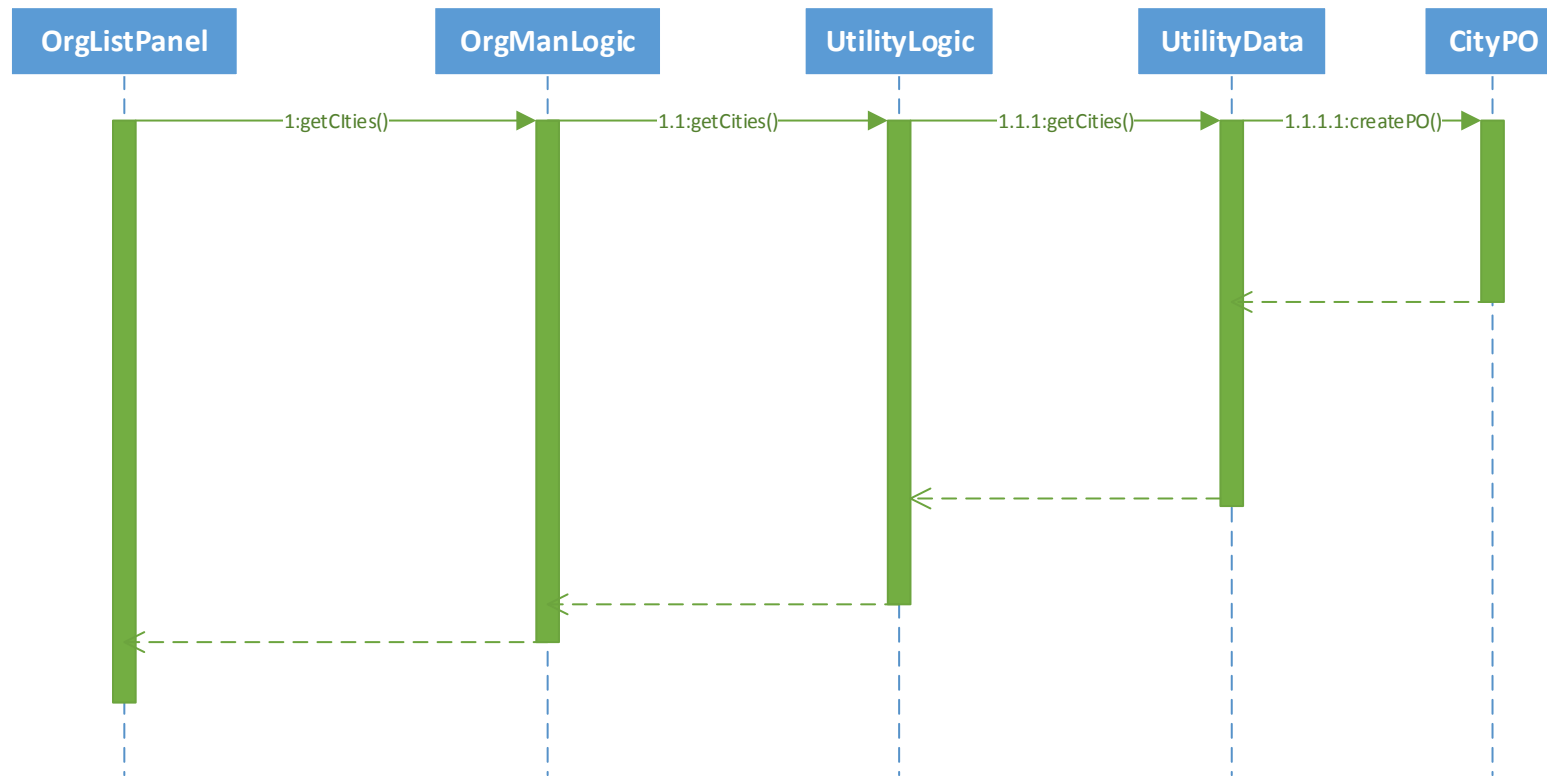 OrgListPanel
OrgManLogic
UtilityLogic
UtilityData
CityPO
1:getCIties()
1.1:getCities()
1.1.1:getCities()
1.1.1.1:createPO()